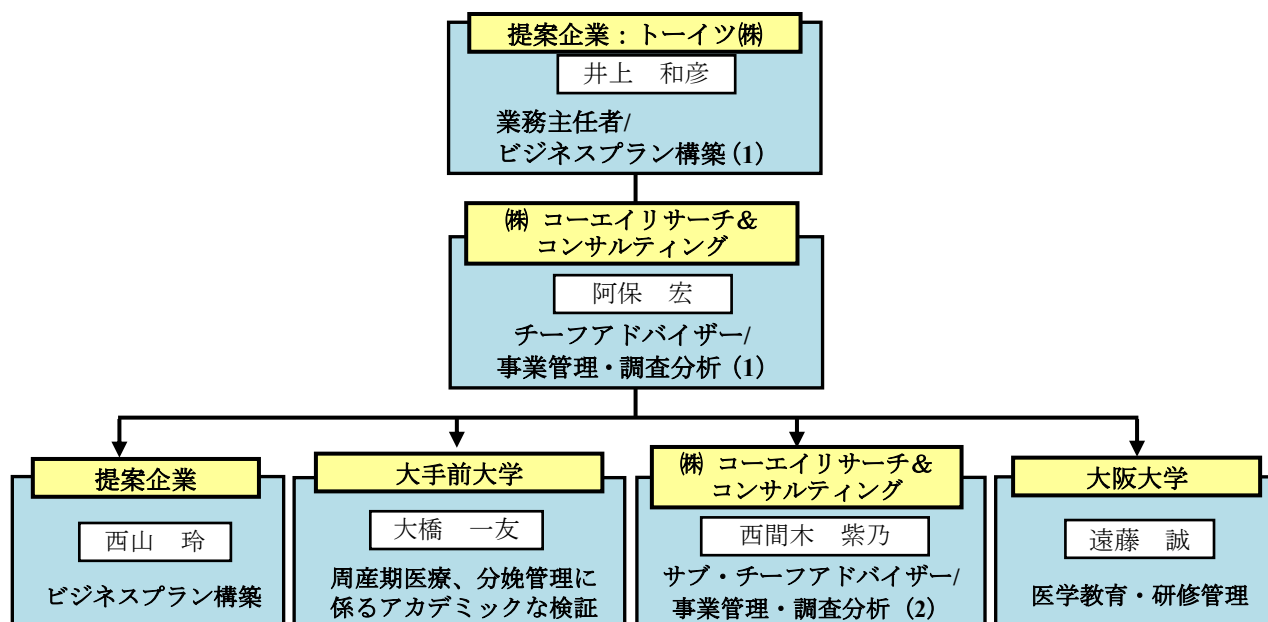 提案企業：トーイツ㈱
井上　和彦
業務主任者/
ビジネスプラン構築(1)
㈱ コーエイリサーチ＆
コンサルティング
阿保　宏
チーフアドバイザー/
事業管理・調査分析（1）
提案企業
西山　玲
ビジネスプラン構築
大手前大学
大橋　一友
周産期医療、分娩管理に
係るアカデミックな検証
㈱ コーエイリサーチ＆
コンサルティング
西間木　紫乃
サブ・チーフアドバイザー/
事業管理・調査分析（2）
大阪大学
遠藤　誠
医学教育・研修管理